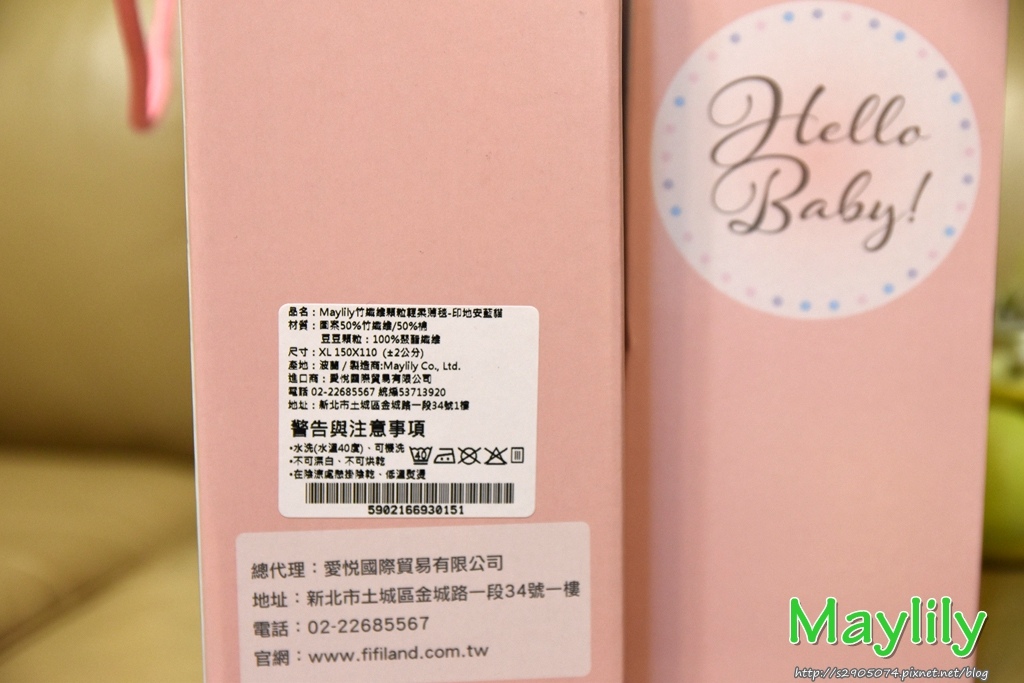 Hello
Baby!
品名：Maylily竹纖維顆粒輕柔薄毯-印地安藍貓
材質：圍案50%竹纖維/50%棉
豆豆顆粒：100%聚酯纖維
尺寸：XL 150X110 (±2公分)
產地：波蘭 / 製造商:Maylily Co., Ltd.
進口商：愛悅國際貿易有限公司
電話 02-22685567 統編53713920
地址：新北市土城區金城路一段34號1樓
警告與注意事項
•水洗(水溫40度)、可機洗
•不可漂白、不可烘乾
•在陰涼處懸掛陰乾、低溫熨燙
5902166930151
總代理：愛悅國際貿易有限公司
地址：新北市土城區金城路一段34號一樓
電話：02-22685567
官網：www.fifiland.com.tw
Maylily
http://s2905074.pixnet.net/blog